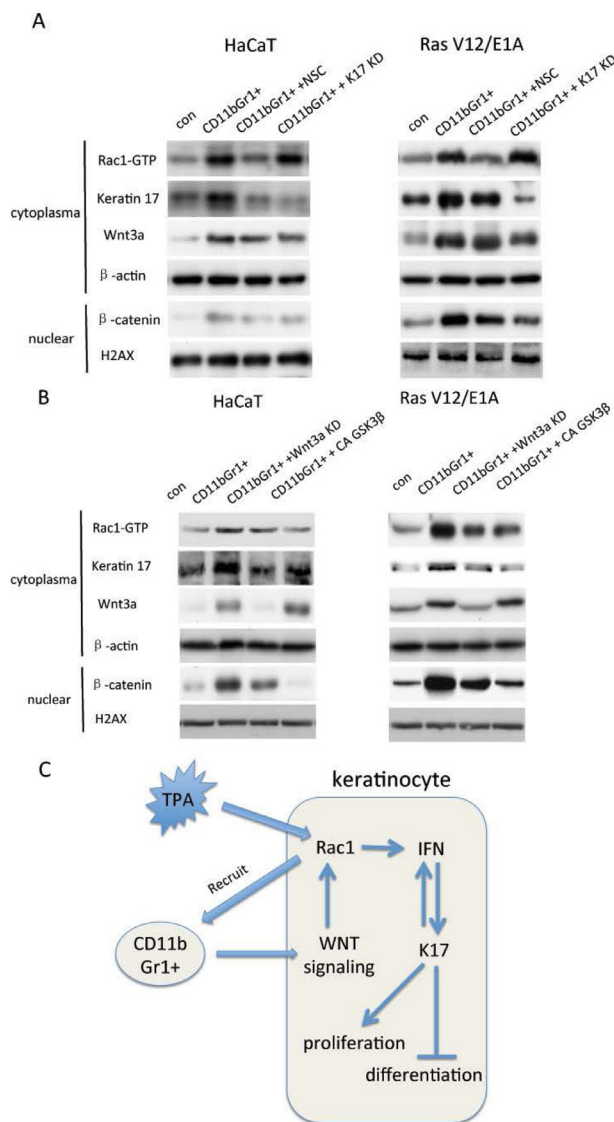 A
HaCaT
Ras V12/E1A
con
CD11bGr1+
CD11bGr1+ +NSC
CD11bGr1+ + K17 KD
con
CD11bGr1+
CD11bGr1+ +NSC
CD11bGr1+ + K17 KD
cytoplasma
Rac1-GTP
Keratin 17
Wnt3a
β-actin
nuclear
β-catenin
H2AX
B
HaCaT
Ras V12/E1A
con
CD11bGr1+
CD11bGr1+ +Wnt3a KD
CD11bGr1+ + CA GSK3β
con
CD11bGr1+
CD11bGr1+ +Wnt3a KD
CD11bGr1+ + CA GSK3β
cytoplasma
Rac1-GTP
Keratin 17
Wnt3a
β-actin
nuclear
β-catenin
H2AX
C
keratinocyte
TPA
Rac1
IFN
Recruit
CD11b
Gr1+
WNT
signaling
K17
proliferation
differentiation